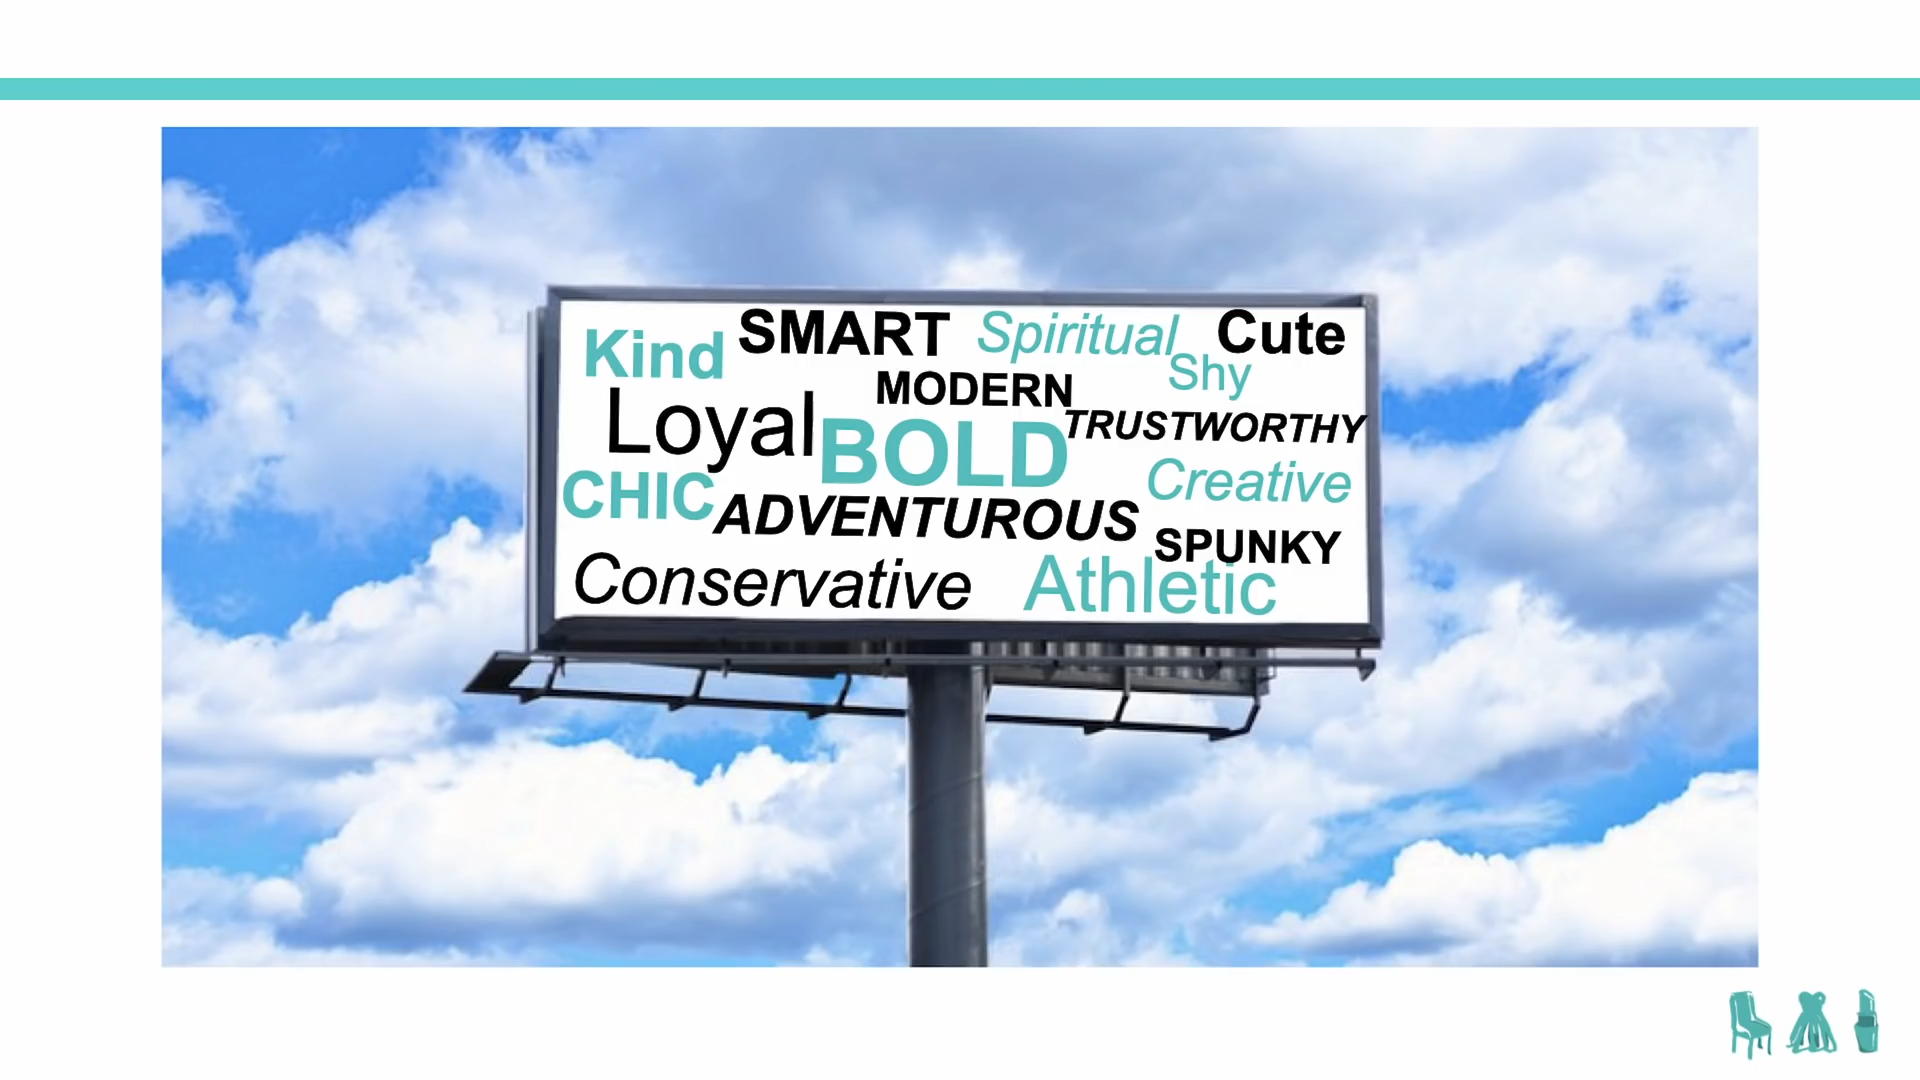 Kind SMART Spiritual Cute
Shy
MODERN
Loyal BOLD TRUSTWORTHY
CHIC Creative
ADVENTUROUS SPUNKY
Conservative Athletic